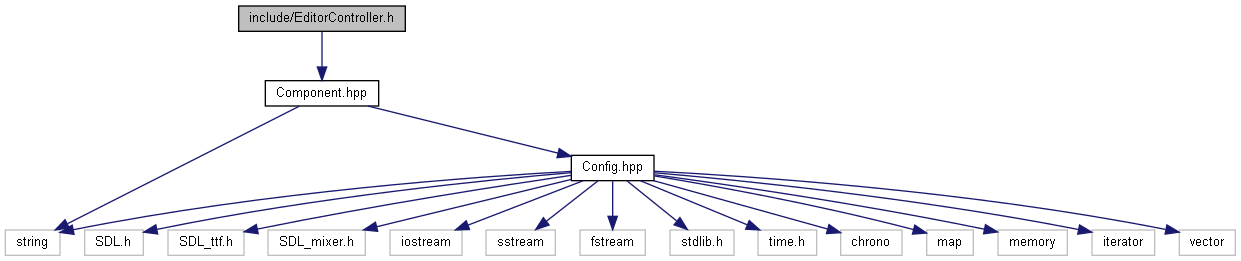 include/EditorController.h
Component.hpp
Config.hpp
string
SDL.h
SDL_ttf.h
SDL_mixer.h
iostream
sstream
fstream
stdlib.h
time.h
chrono
map
memory
iterator
vector